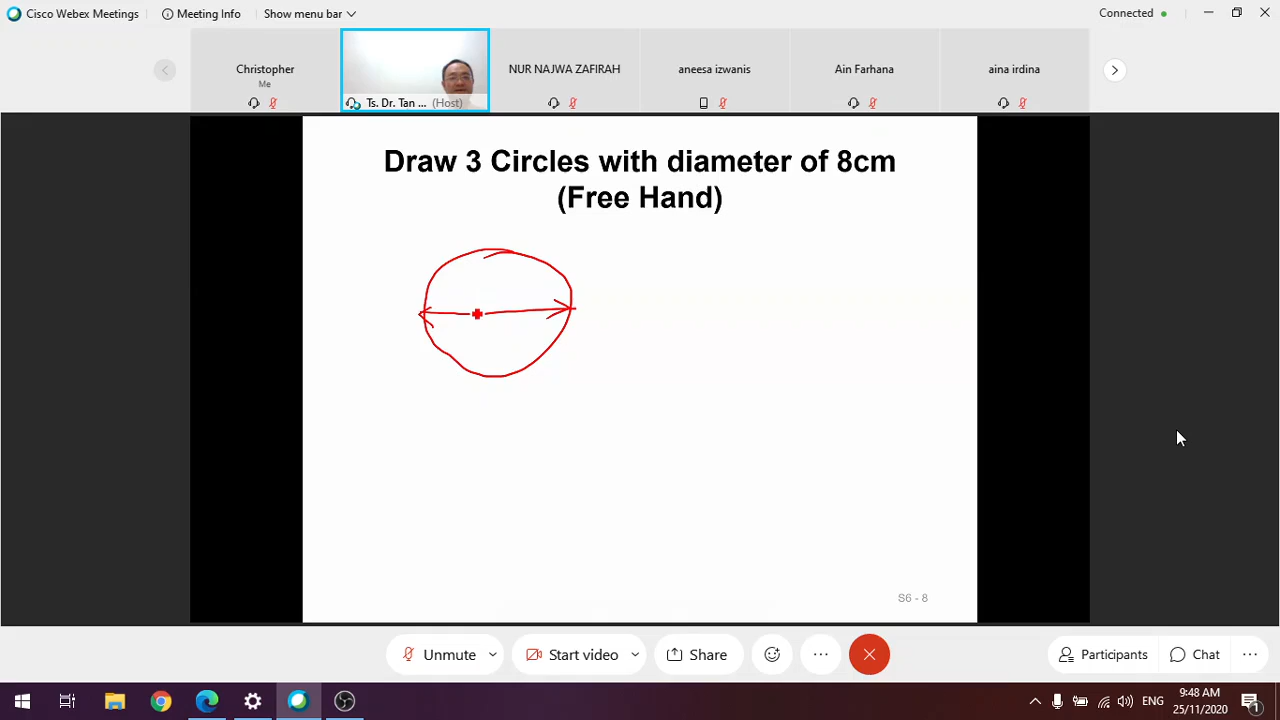 Cisco Webex Meetings
Meeting Info
Show menu bar
Connected
Christopher
Me
Ts. Dr. Tan ... (Host)
NUR NAJWA ZAFIRAH
aneesa izwanis
Ain Farhana
aina irdina
Draw 3 Circles with diameter of 8cm
(Free Hand)
S6 - 8
Unmute
Start video
Share
Participants
Chat
ENG
9:48 AM
25/11/2020
1